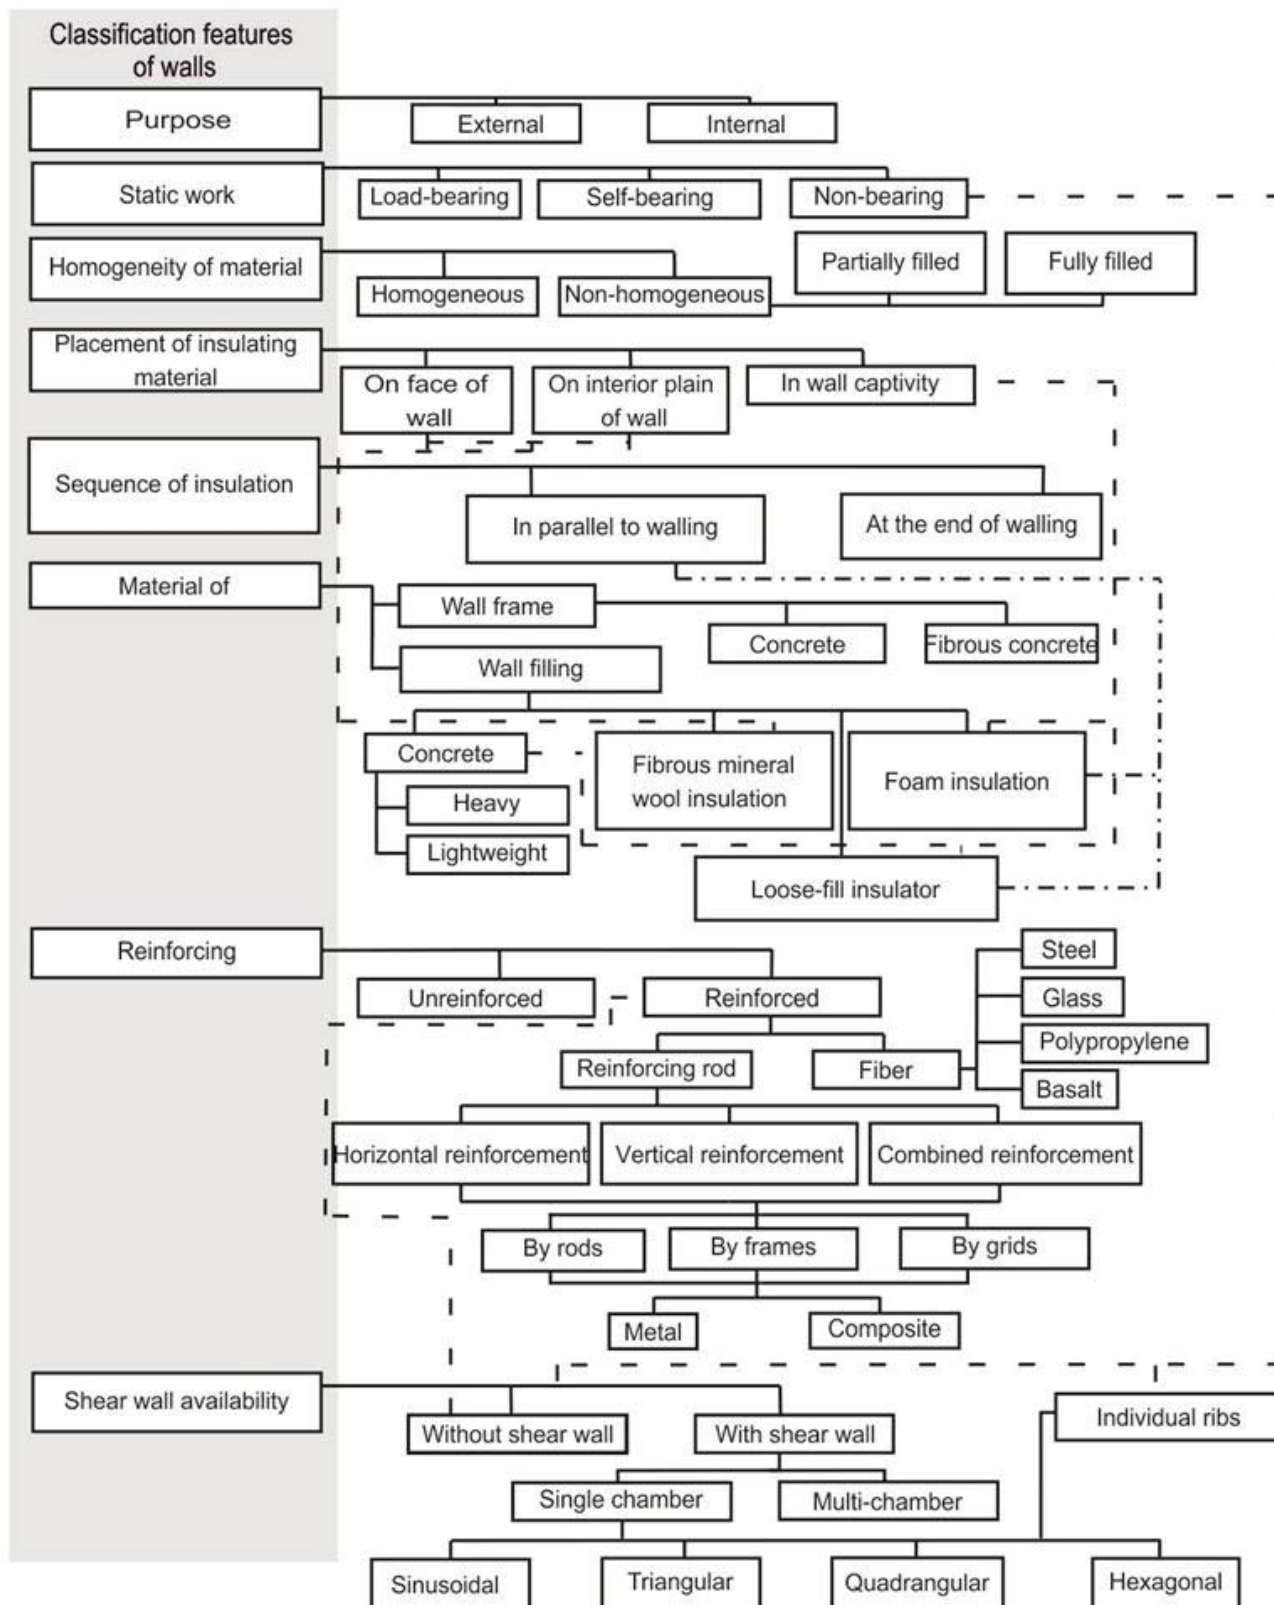 Classification features
of walls
Purpose
External
Internal
Static work
Load-bearing
Self-bearing
Non-bearing
Homogeneity of material
Partially filled
Fully filled
Homogeneous
Non-homogeneous
Placement of insulating
material
On face of
wall
On interior plain
of wall
In wall captivity
Sequence of insulation
In parallel to walling
At the end of walling
Material of
Wall frame
Concrete
Fibrous concrete
Wall filling
Concrete
Heavy
Lightweight
Fibrous mineral
wool insulation
Foam insulation
Loose-fill insulator
Reinforcing
Unreinforced
Reinforced
Steel
Glass
Polypropylene
Basalt
Reinforcing rod
Fiber
Horizontal reinforcement
Vertical reinforcement
Combined reinforcement
By rods
By frames
By grids
Metal
Composite
Shear wall availability
Without shear wall
With shear wall
Individual ribs
Single chamber
Multi-chamber
Sinusoidal
Triangular
Quadrangular
Hexagonal